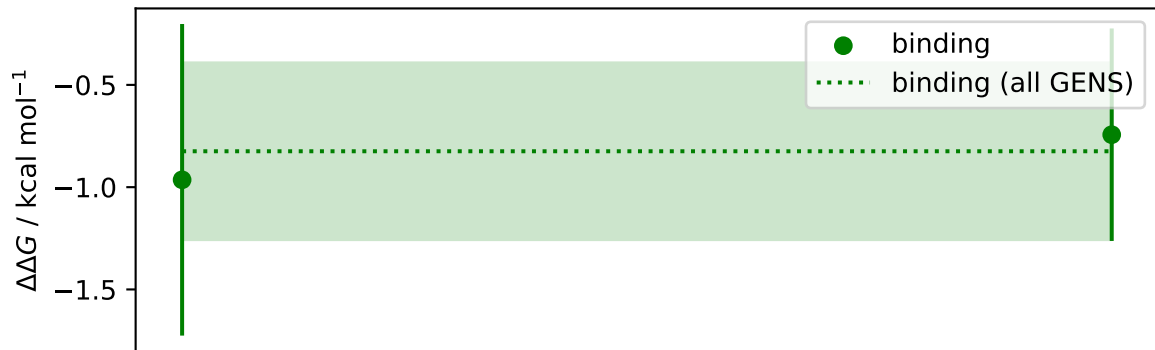 binding
binding (all GENS)
ΔΔG / kcal mol⁻¹
−0.5
−1.0
−1.5